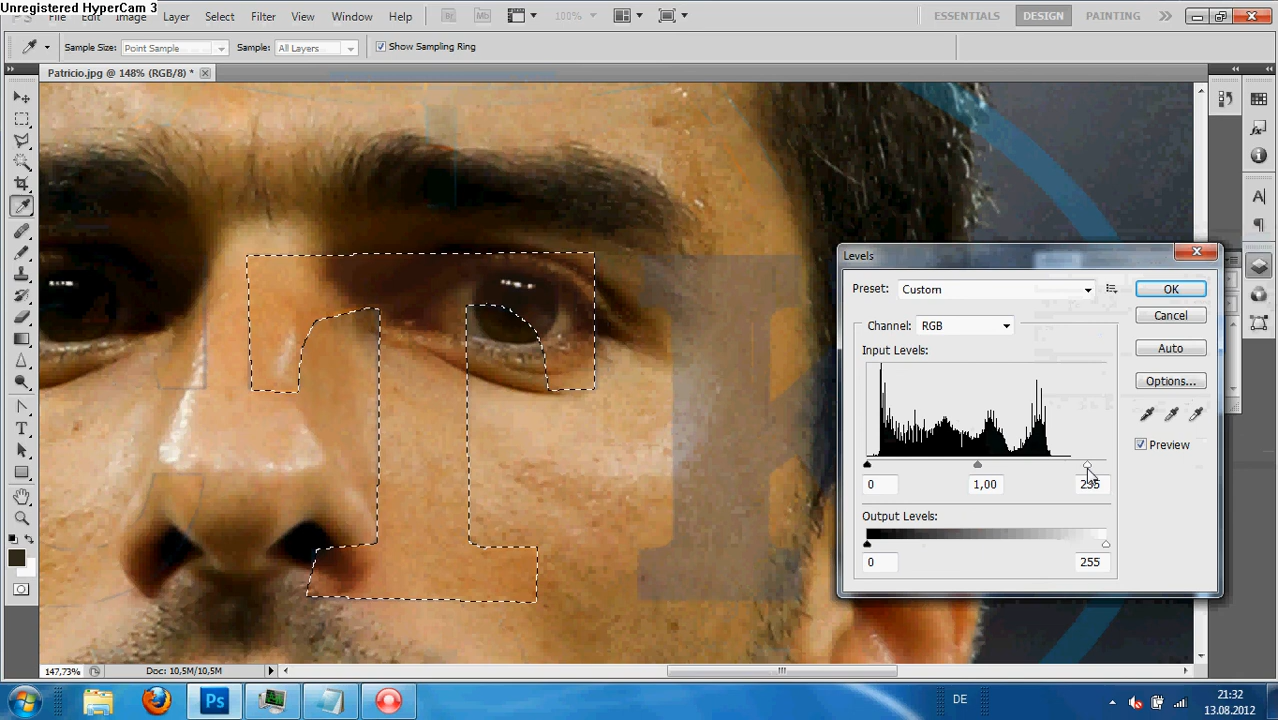 Unregistered HyperCam 3
Edit Image Layer Select Filter View Window Help
Br Mb 100% ESSENTIALS DESIGN PAINTING
Sample Size: Point Sample Sample: All Layers Show Sampling Ring
Patricio.jpg @ 148% (RGB/8) *
Levels
Preset: Custom
OK
Channel: RGB
Cancel
Input Levels:
Auto
Options...
Preview
0 1,00 255
Output Levels:
0 255
147,73% Doc: 10,5M/10,5M
Ps
DE
21:32
13.08.2012